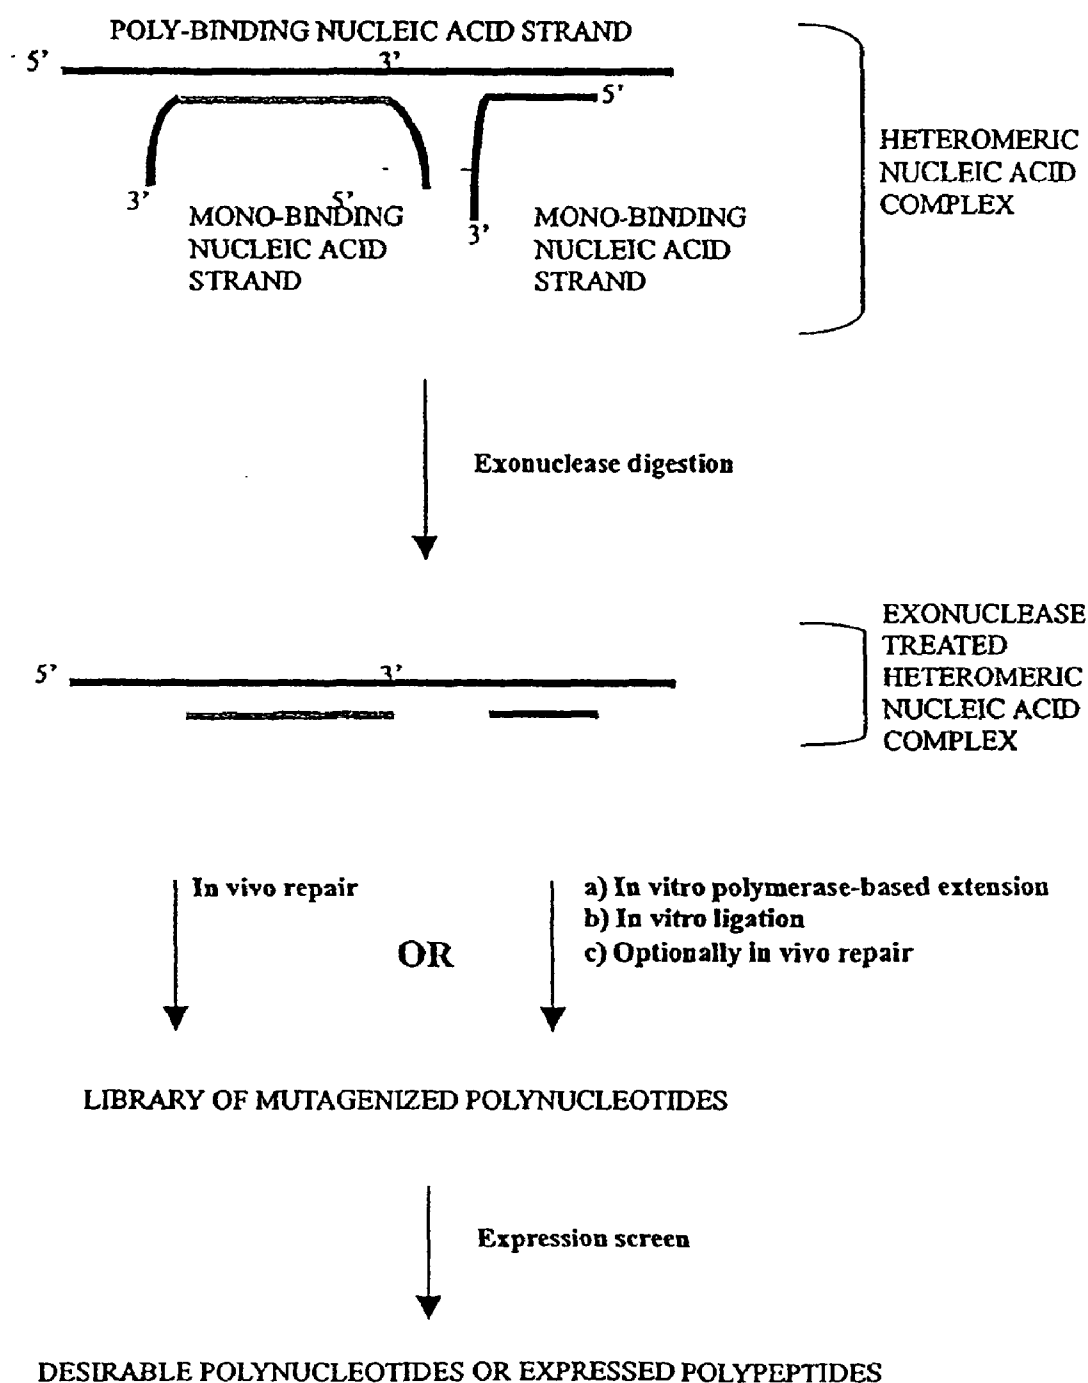 POLY-BINDING NUCLEIC ACID STRAND
5' 3'
5'
3' 5' 3'
MONO-BINDING
NUCLEIC ACID
STRAND
MONO-BINDING
NUCLEIC ACID
STRAND
HETEROMERIC
NUCLEIC ACID
COMPLEX
Exonuclease digestion
5' 3'
EXONUCLEASE
TREATED
HETEROMERIC
NUCLEIC ACID
COMPLEX
In vivo repair
OR
a) In vitro polymerase-based extension
b) In vitro ligation
c) Optionally in vivo repair
LIBRARY OF MUTAGENIZED POLYNUCLEOTIDES
Expression screen
DESIRABLE POLYNUCLEOTIDES OR EXPRESSED POLYPEPTIDES